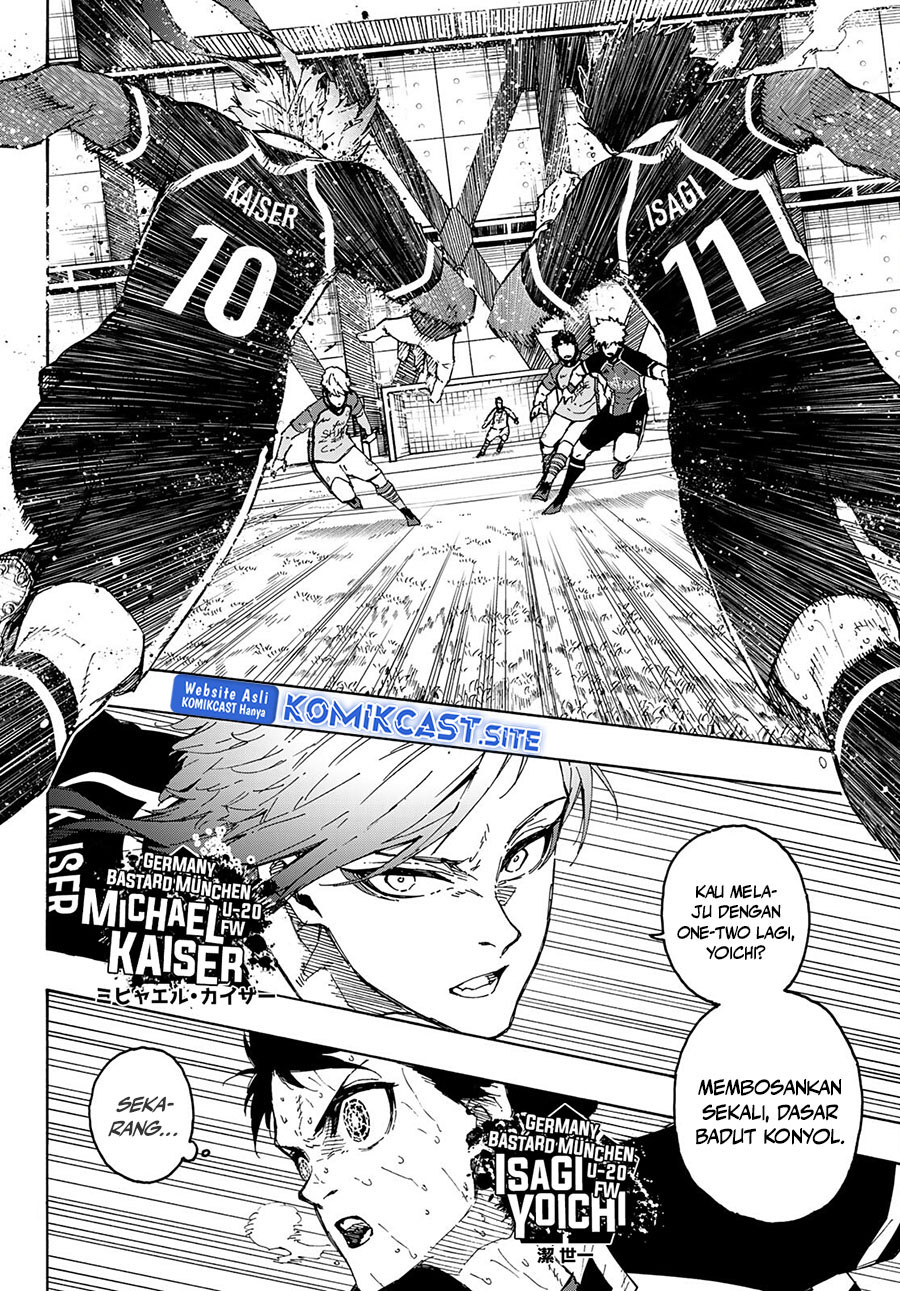 KAISER
10
ISAGI
11
Website Asli
KOMIKCAST Hanya
KOMIKCAST.SITE
KAISER
GERMANY
BASTARD MÜNCHEN
U-20
MICHAEL FW
KAISER
ミヒャエル・カイザー
KAU MELA-
JU DENGAN
ONE-TWO LAGI,
YOICHI?
MEMBOSANKAN
SEKALI, DASAR
BADUT KONYOL.
SEKA-
RANG...
GERMANY
BASTARD MÜNCHEN
ISAGI U-20
FW
YOICHI
潔 世一